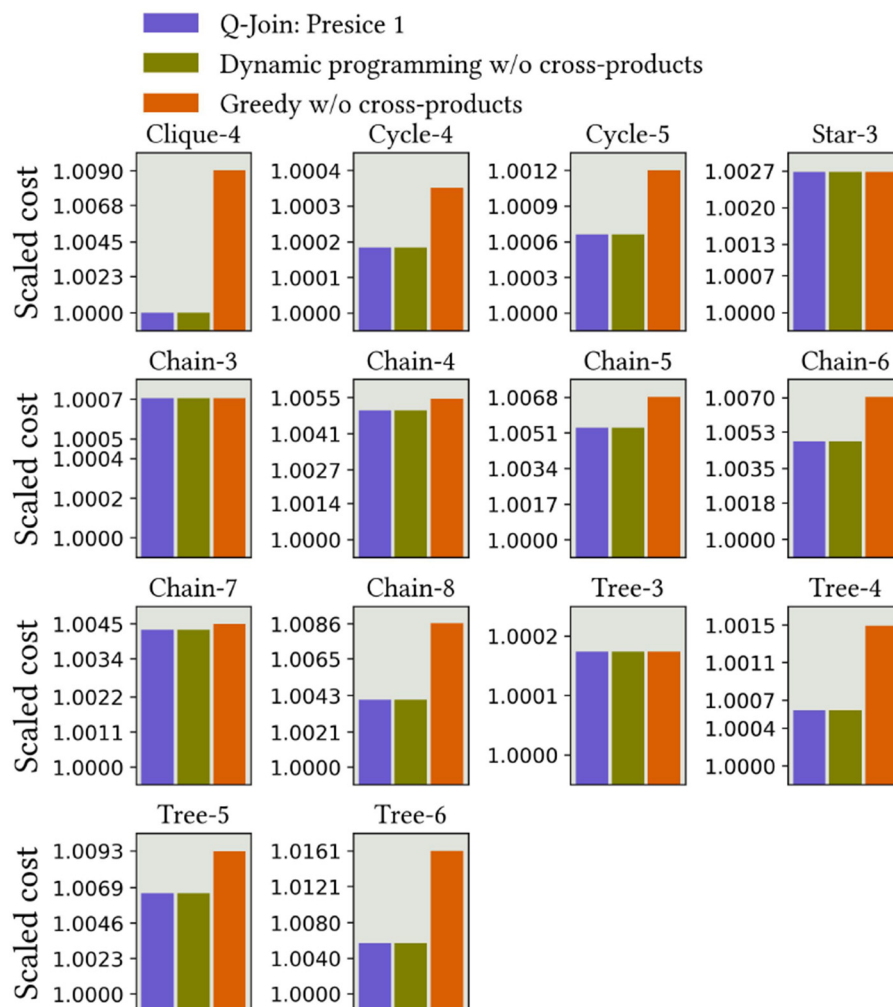 Q-Join: Presice 1
Dynamic programming w/o cross-products
Greedy w/o cross-products
Clique-4 Cycle-4 Cycle-5 Star-3
Scaled cost
1.0090 1.0004 1.0012 1.0027
1.0068 1.0003 1.0009 1.0020
1.0045 1.0002 1.0006 1.0013
1.0023 1.0001 1.0003 1.0007
1.0000 1.0000 1.0000 1.0000
Chain-3 Chain-4 Chain-5 Chain-6
Scaled cost
1.0007 1.0055 1.0068 1.0070
1.0005 1.0041 1.0051 1.0053
1.0004 1.0027 1.0034 1.0035
1.0002 1.0014 1.0017 1.0018
1.0000 1.0000 1.0000 1.0000
Chain-7 Chain-8 Tree-3 Tree-4
Scaled cost
1.0045 1.0086 1.0002 1.0015
1.0034 1.0065 1.0001 1.0011
1.0022 1.0043 1.0000 1.0007
1.0011 1.0021 1.0004
1.0000 1.0000 1.0000
Tree-5 Tree-6
Scaled cost
1.0093 1.0161
1.0069 1.0121
1.0046 1.0080
1.0023 1.0040
1.0000 1.0000